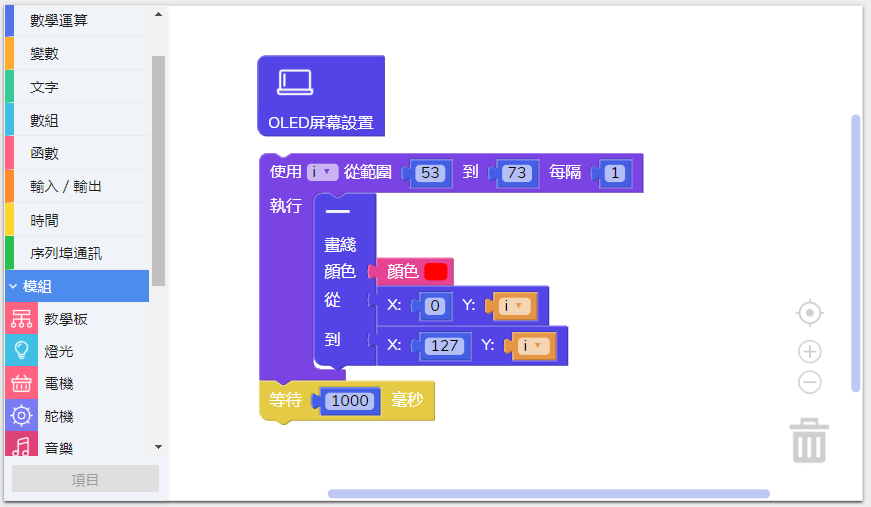 數學運算
變數
文字
數組
函數
輸入 / 輸出
時間
序列埠通訊
模組
教學板
燈光
電機
舵機
音樂
項目
OLED屏幕設置
使用 i 從範圍 53 到 73 每隔 1
執行
畫綫
顏色 顏色
從 X: 0 Y: i
到 X: 127 Y: i
等待 1000 毫秒